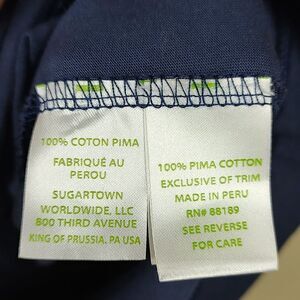 100% COTON PIMA
FABRIQUÉ AU
PEROU
SUGARTOWN
WORLDWIDE, LLC
800 THIRD AVENUE
KING OF PRUSSIA. PA USA
100% PIMA COTTON
EXCLUSIVE OF TRIM
MADE IN PERU
RN# 88189
SEE REVERSE
FOR CARE